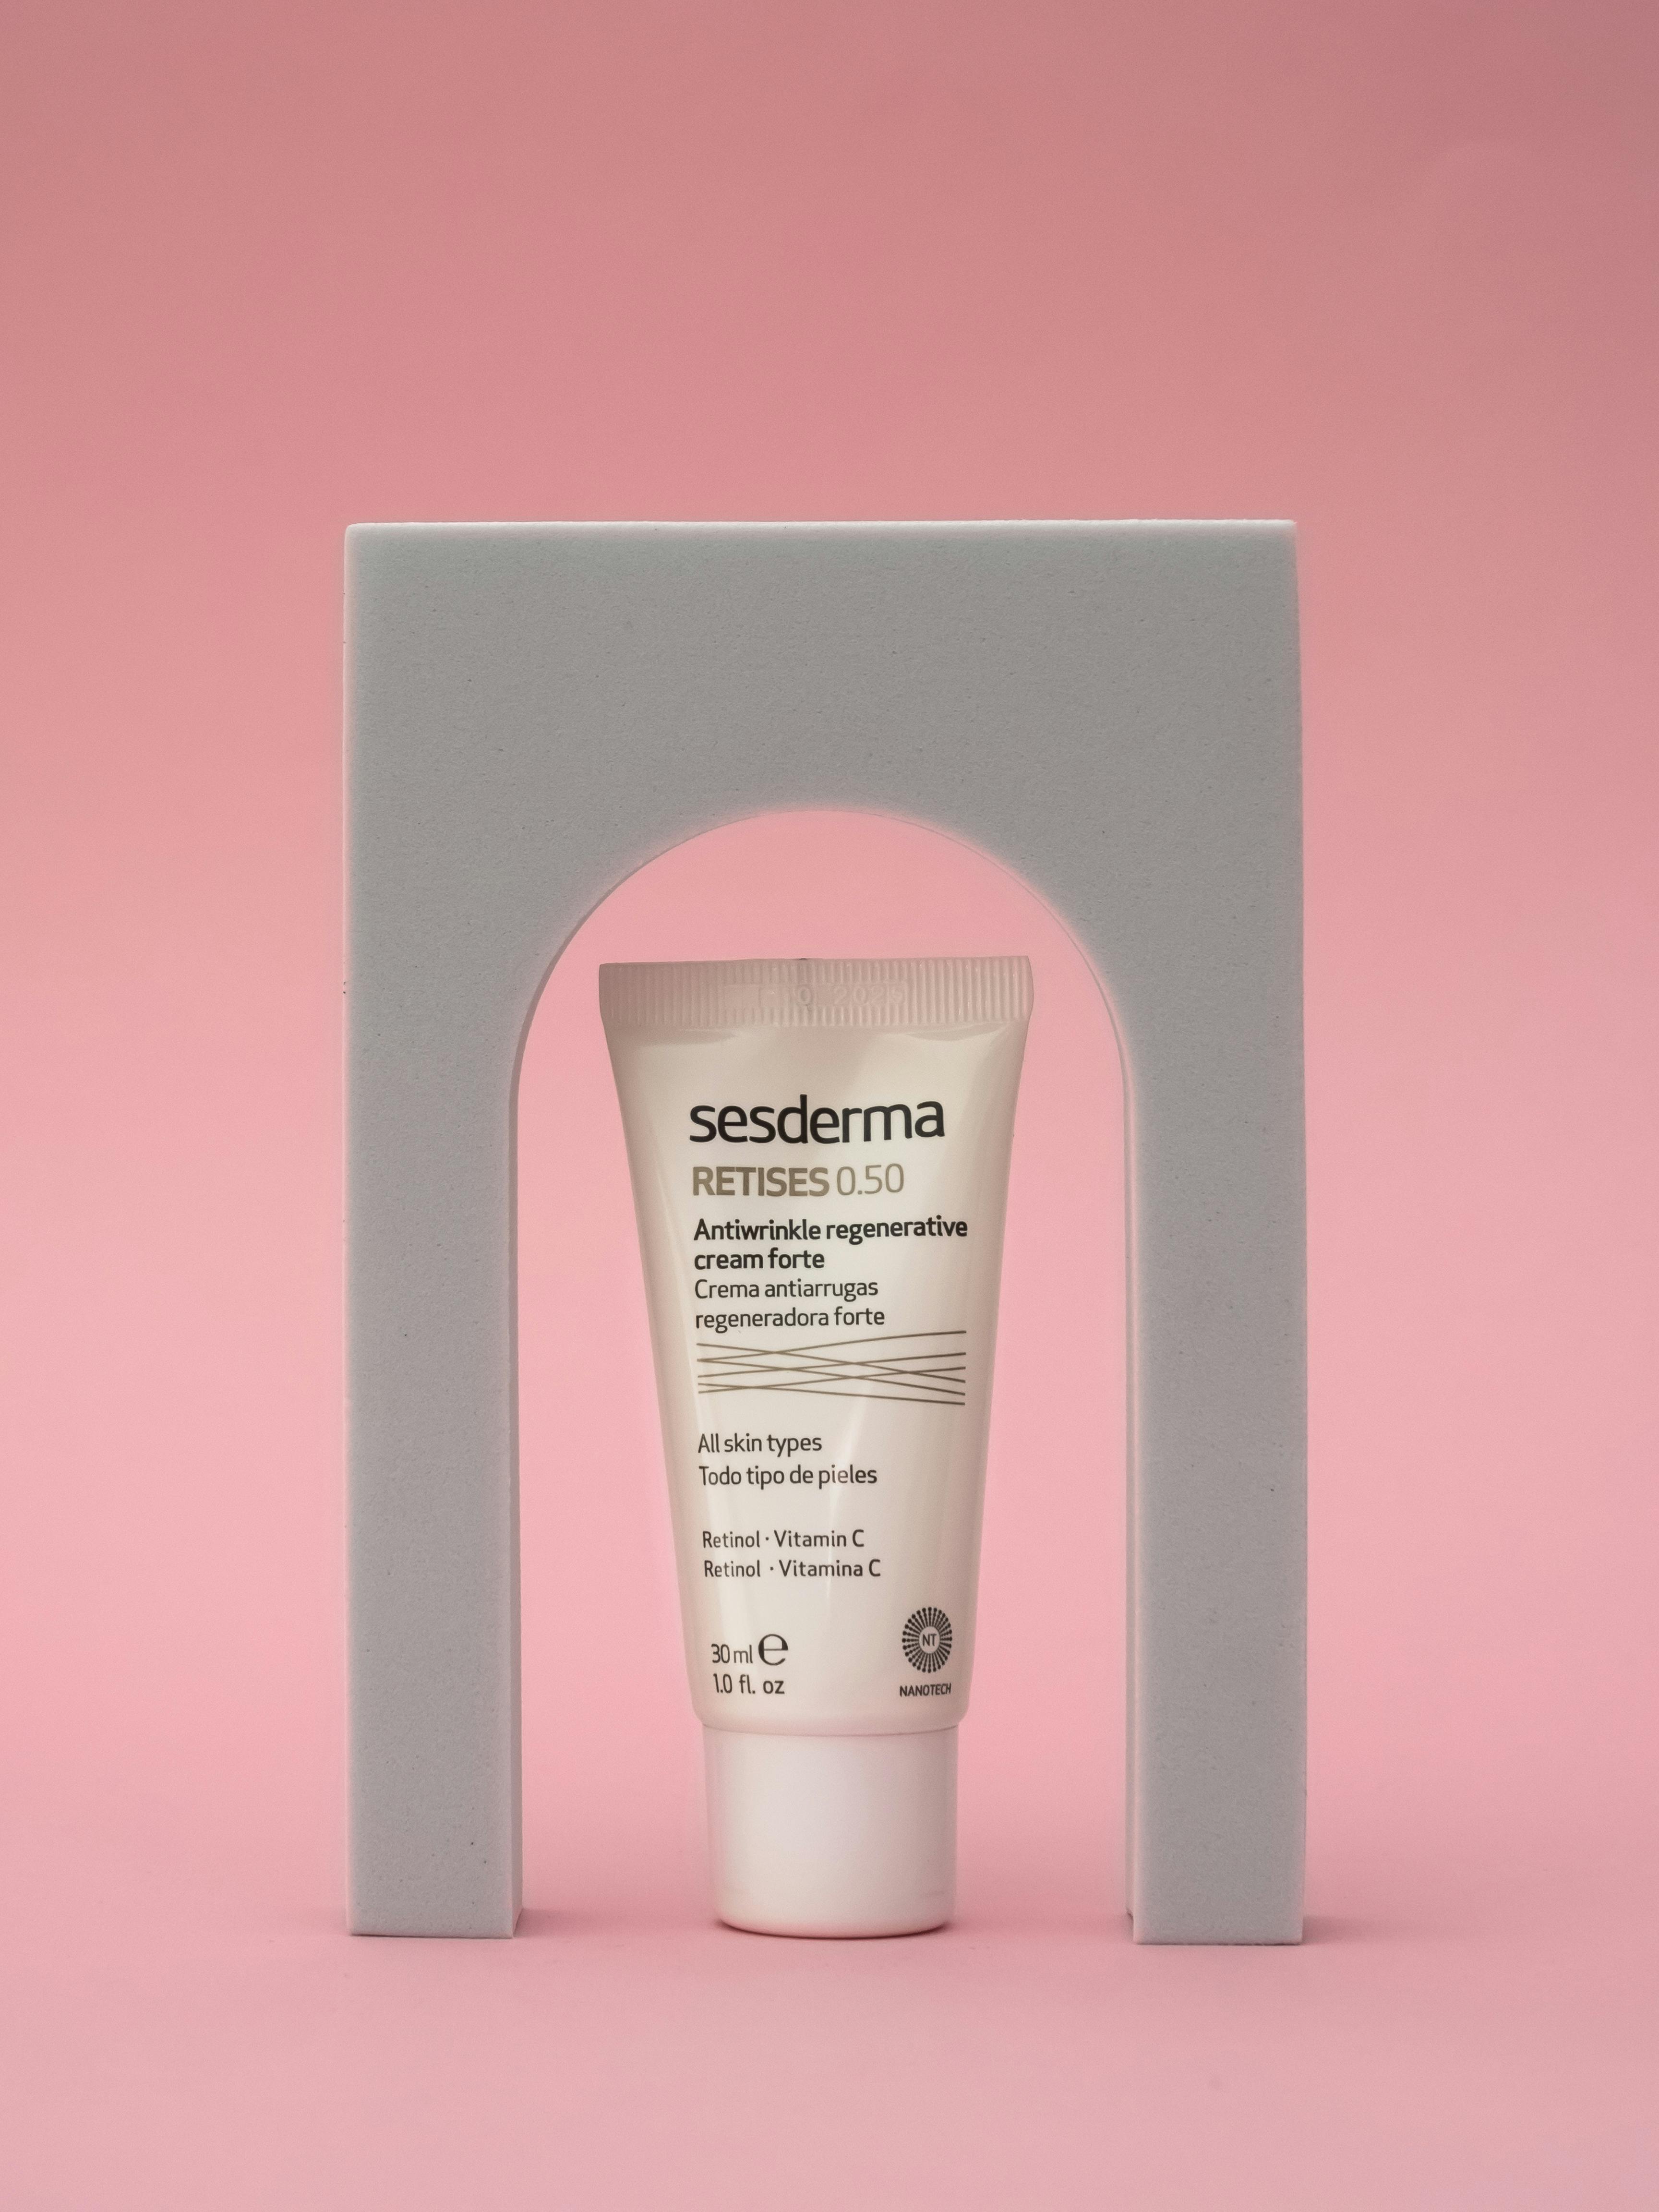 sesderma
RETISES 0.50
Antiwrinkle regenerative
cream forte
Crema antiarrugas
regeneradora forte
All skin types
Todo tipo de pieles
Retinol · Vitamin C
Retinol · Vitamina C
30 ml ℮
1.0 fl. oz
NT
NANOTECH